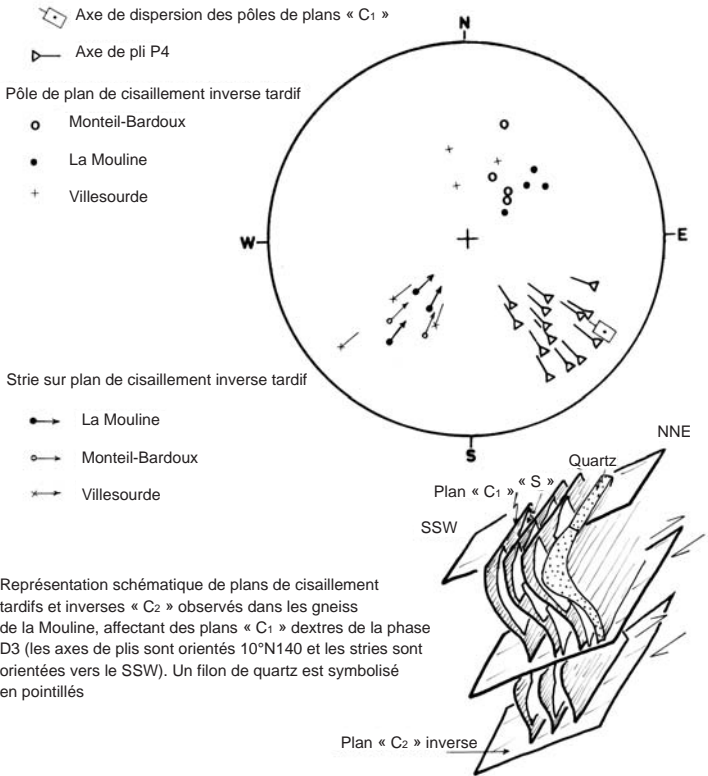 Axe de dispersion des pôles de plans « C1 »
Axe de pli P4
Pôle de plan de cisaillement inverse tardif
Monteil-Bardoux
La Mouline
Villesourde
N
W
E
S
Strie sur plan de cisaillement inverse tardif
La Mouline
Monteil-Bardoux
Villesourde
NNE
Quartz
Plan « C1 » « S »
SSW
Représentation schématique de plans de cisaillement
tardifs et inverses « C2 » observés dans les gneiss
de la Mouline, affectant des plans « C1 » dextres de la phase
D3 (les axes de plis sont orientés 10°N140 et les stries sont
orientées vers le SSW). Un filon de quartz est symbolisé
en pointillés
Plan « C2 » inverse